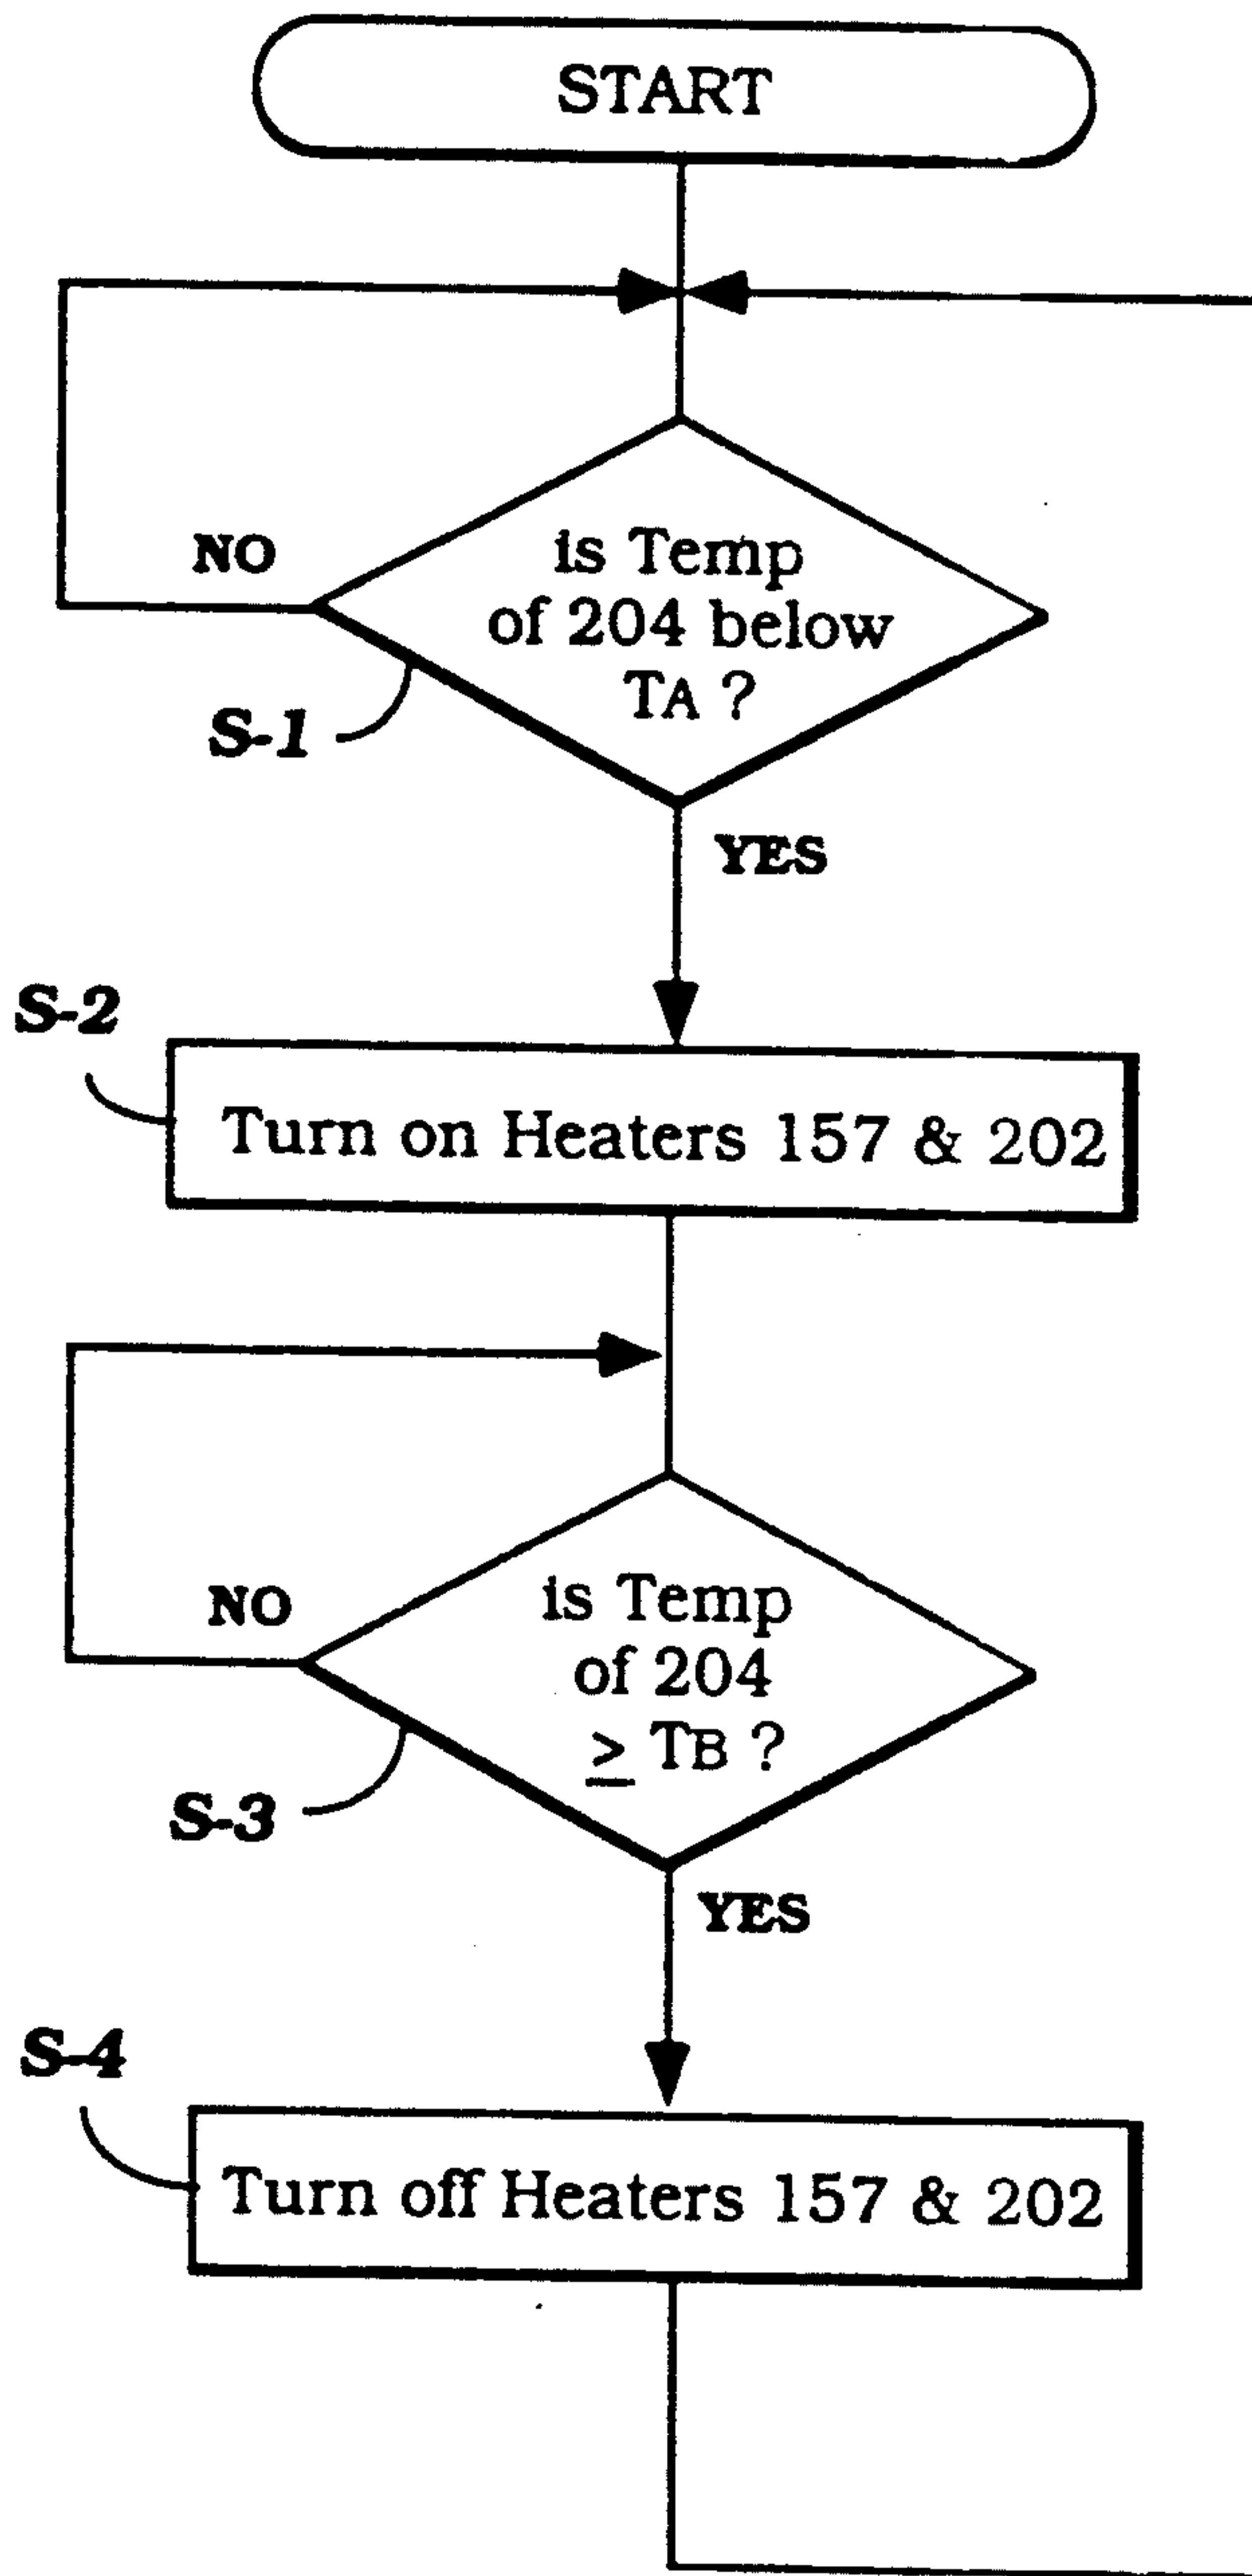 START
NO
is Temp
of 204 below
TA ?
S-1
YES
S-2
Turn on Heaters 157 & 202
NO
is Temp
of 204
≥ TB ?
S-3
YES
S-4
Turn off Heaters 157 & 202